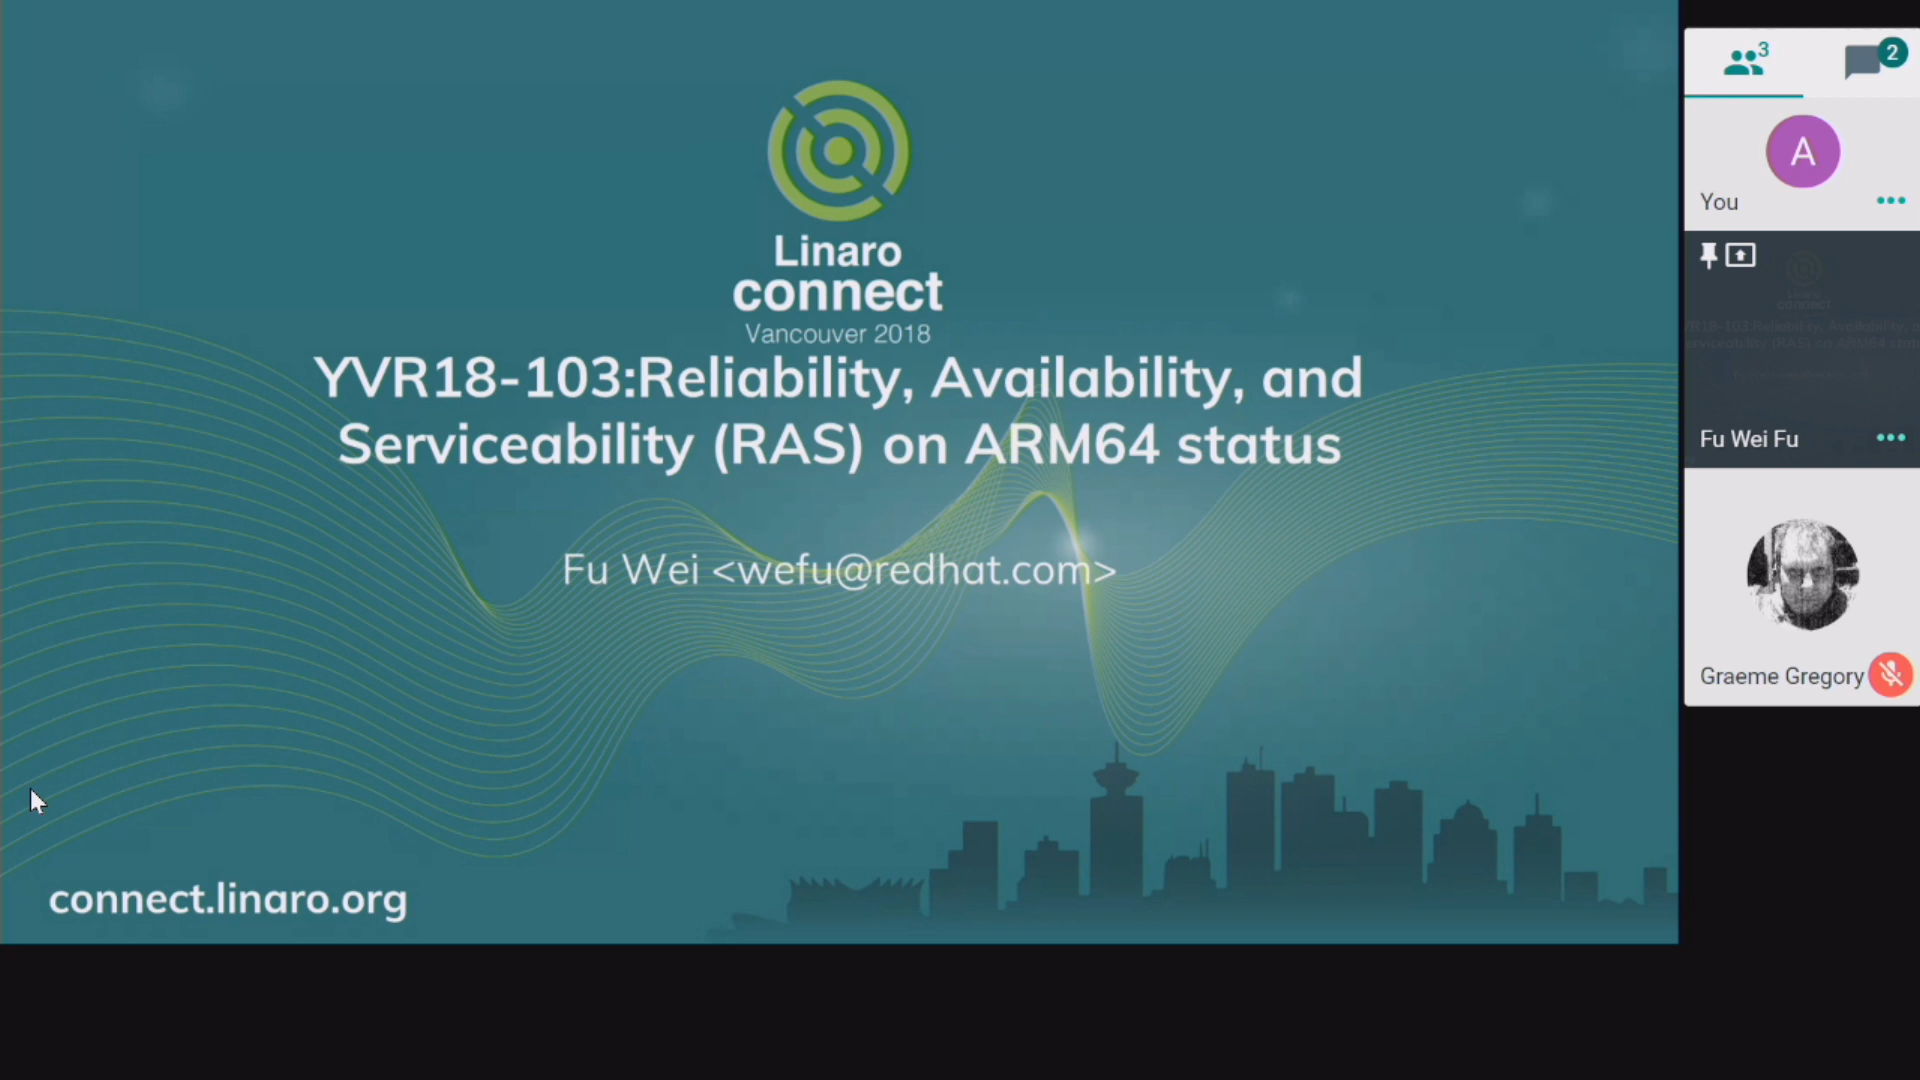 Linaro
connect
Vancouver 2018
YVR18-103:Reliability, Availability, and
Serviceability (RAS) on ARM64 status
Fu Wei <wefu@redhat.com>
connect.linaro.org
3
2
A
You
Fu Wei Fu
Graeme Gregory